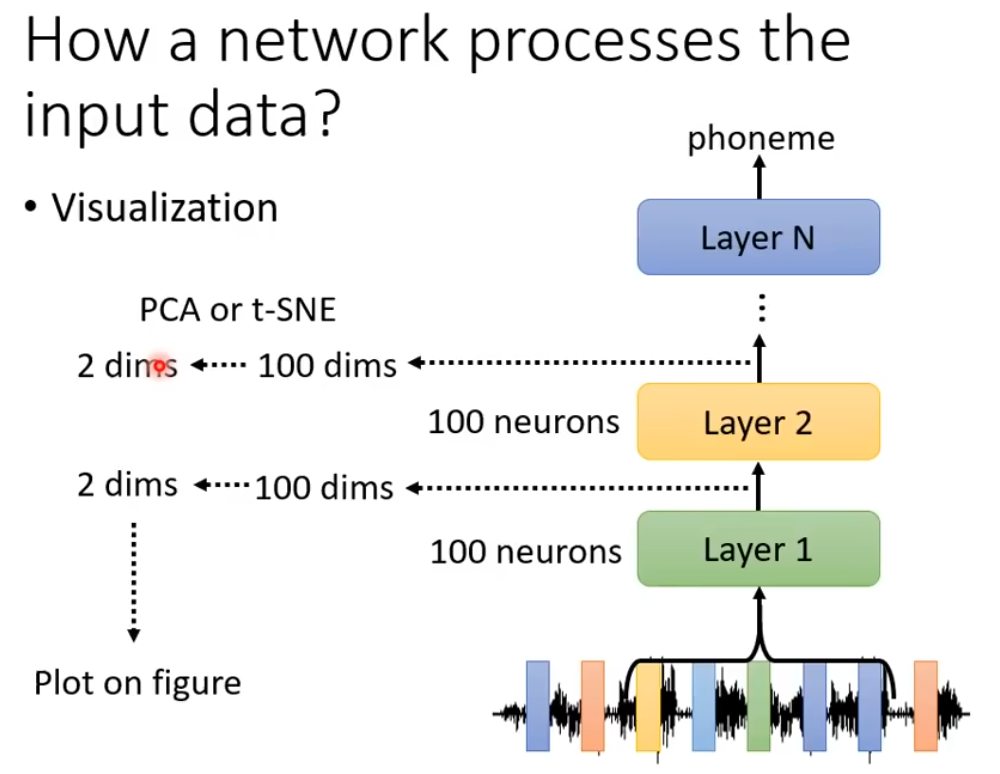 How a network processes the
input data?
• Visualization
phoneme
Layer N
PCA or t-SNE
2 dims
100 dims
100 neurons
Layer 2
2 dims
100 dims
100 neurons
Layer 1
Plot on figure